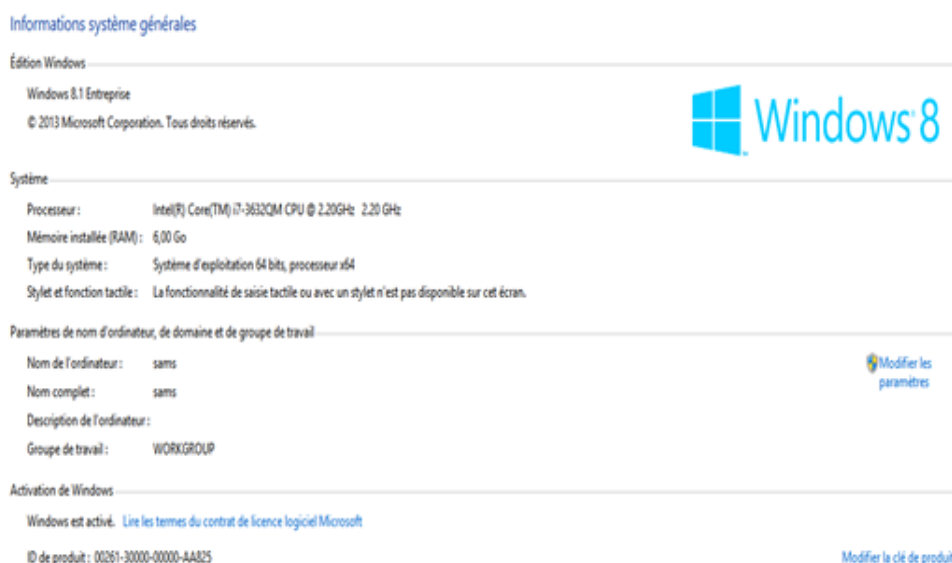 Informations système générales
Édition Windows
Windows 8.1 Entreprise
© 2013 Microsoft Corporation. Tous droits réservés.
Windows 8
Système
Processeur : Intel(R) Core(TM) i7-3632QM CPU @ 2.20GHz 2.20 GHz
Mémoire installée (RAM) : 6,00 Go
Type du système : Système d'exploitation 64 bits, processeur x64
Stylet et fonction tactile : La fonctionnalité de saisie tactile ou avec un stylet n'est pas disponible sur cet écran.
Paramètres de nom d'ordinateur, de domaine et de groupe de travail
Nom de l'ordinateur : sams
Modifier les
paramètres
Nom complet : sams
Description de l'ordinateur :
Groupe de travail : WORKGROUP
Activation de Windows
Windows est activé. Lire les termes du contrat de licence logiciel Microsoft
ID de produit : 00261-30000-00000-AA825
Modifier la clé de produit